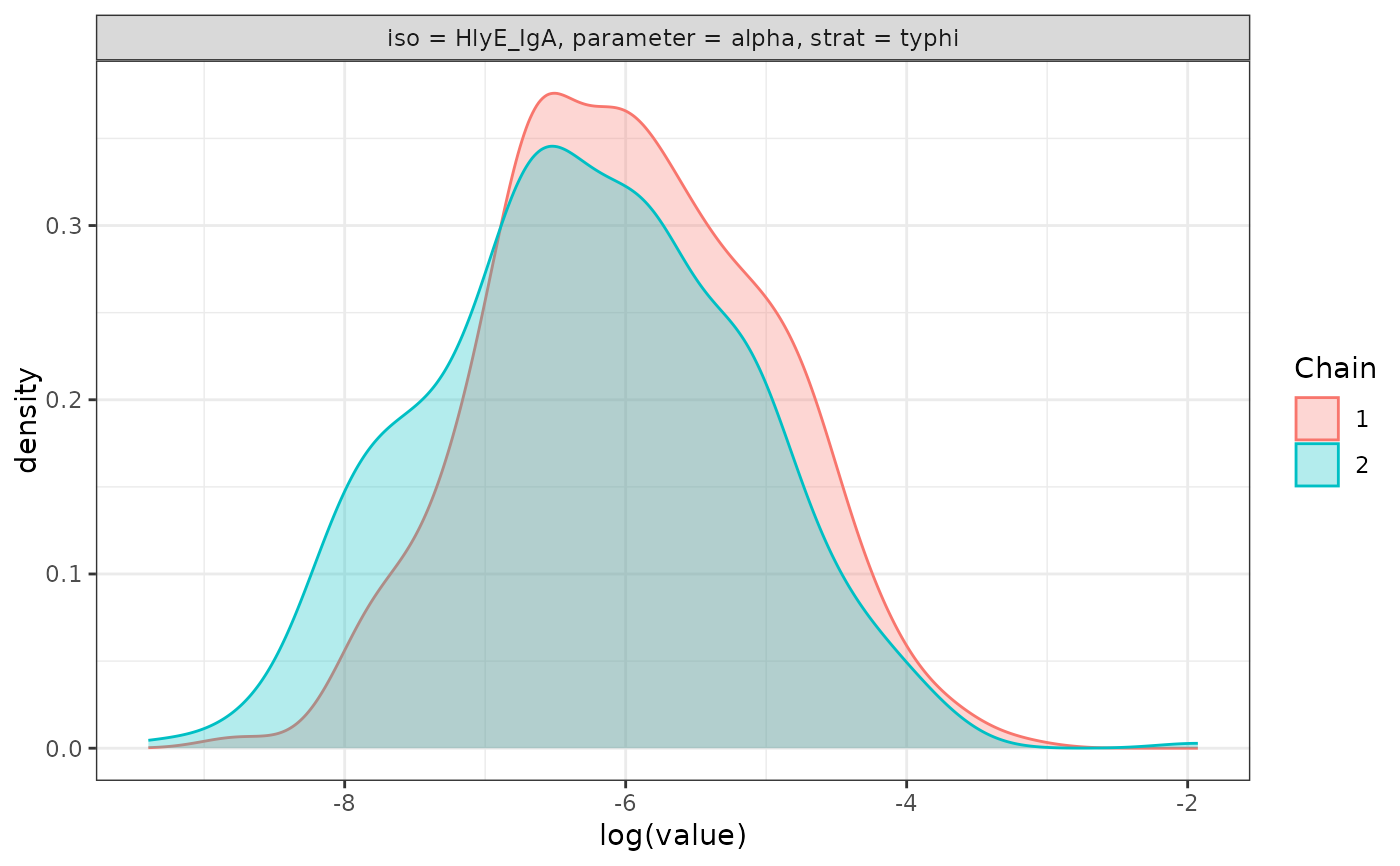 iso = HlyE_IgA, parameter = alpha, strat = typhi
density
0.3
0.2
0.1
0.0
-8
-6
-4
-2
log(value)
Chain
1
2